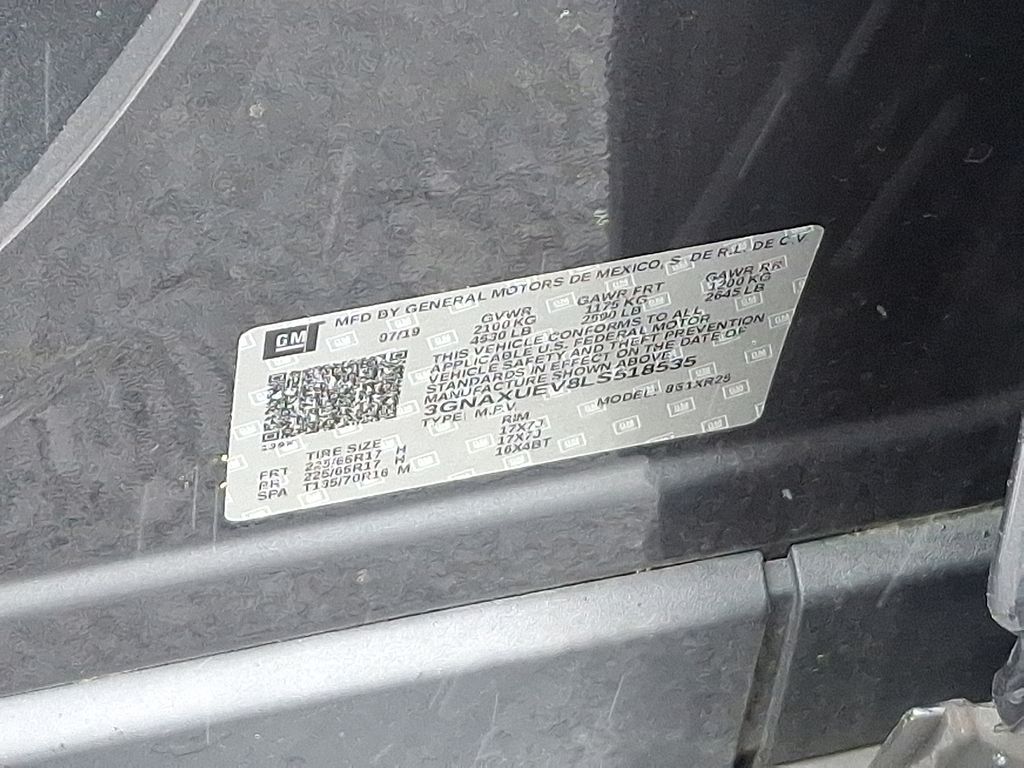 GM
MFD BY GENERAL MOTORS DE MEXICO, S. DE R.L. DE C.V
07/19
GVWR GAWR FRT GAWR RR
2100 KG 1175 KG 1200 KG
4630 LB 2590 LB 2645 LB
THIS VEHICLE CONFORMS TO ALL
APPLICABLE U.S. FEDERAL MOTOR
VEHICLE SAFETY AND THEFT PREVENTION
STANDARDS IN EFFECT ON THE DATE OF
MANUFACTURE SHOWN ABOVE.
3GNAXUEV8LS518535
TYPE: M.P.V. MODEL:
TIRE SIZE RIM
FRT 225/65R17 H 17X7J
RR 225/65R17 H 17X7J
SPA T135/70R16 M 16X4BT